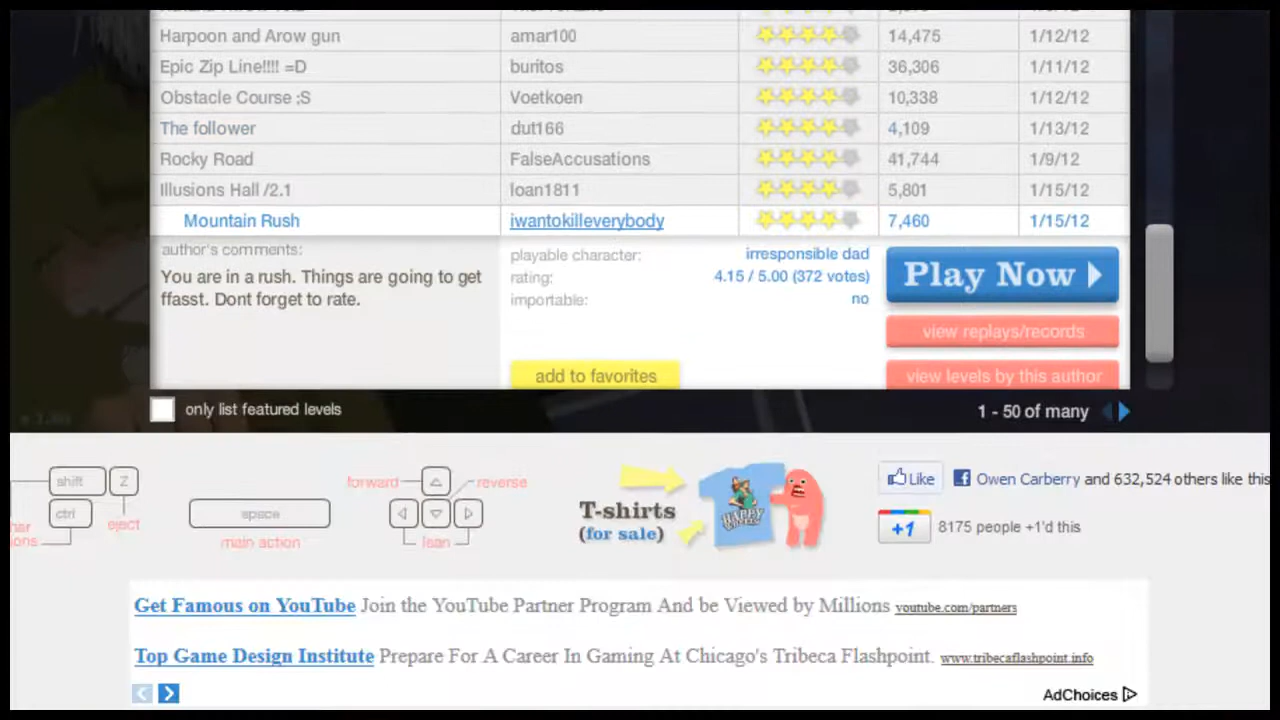 Harpoon and Arow gun amar100 14,475 1/12/12
Epic Zip Line!!!! =D buritos 36,306 1/11/12
Obstacle Course ;S Voetkoen 10,338 1/12/12
The follower dut166 4,109 1/13/12
Rocky Road FalseAccusations 41,744 1/9/12
Illusions Hall /2.1 loan1811 5,801 1/15/12
Mountain Rush iwantokilleverybody 7,460 1/15/12
author's comments:
You are in a rush. Things are going to get
ffasst. Dont forget to rate.
playable character: irresponsible dad
rating: 4.15 / 5.00 (372 votes)
importable: no
add to favorites
Play Now
view replays/records
view levels by this author
only list featured levels
1 - 50 of many
shift Z
ctrl
eject
space
main action
forward reverse
lean
T-shirts
(for sale)
HAPPY WHEELS
Like Owen Carberry and 632,524 others like this
+1 8175 people +1'd this
Get Famous on YouTube Join the YouTube Partner Program And be Viewed by Millions youtube.com/partners
Top Game Design Institute Prepare For A Career In Gaming At Chicago's Tribeca Flashpoint. www.tribecaflashpoint.info
AdChoices